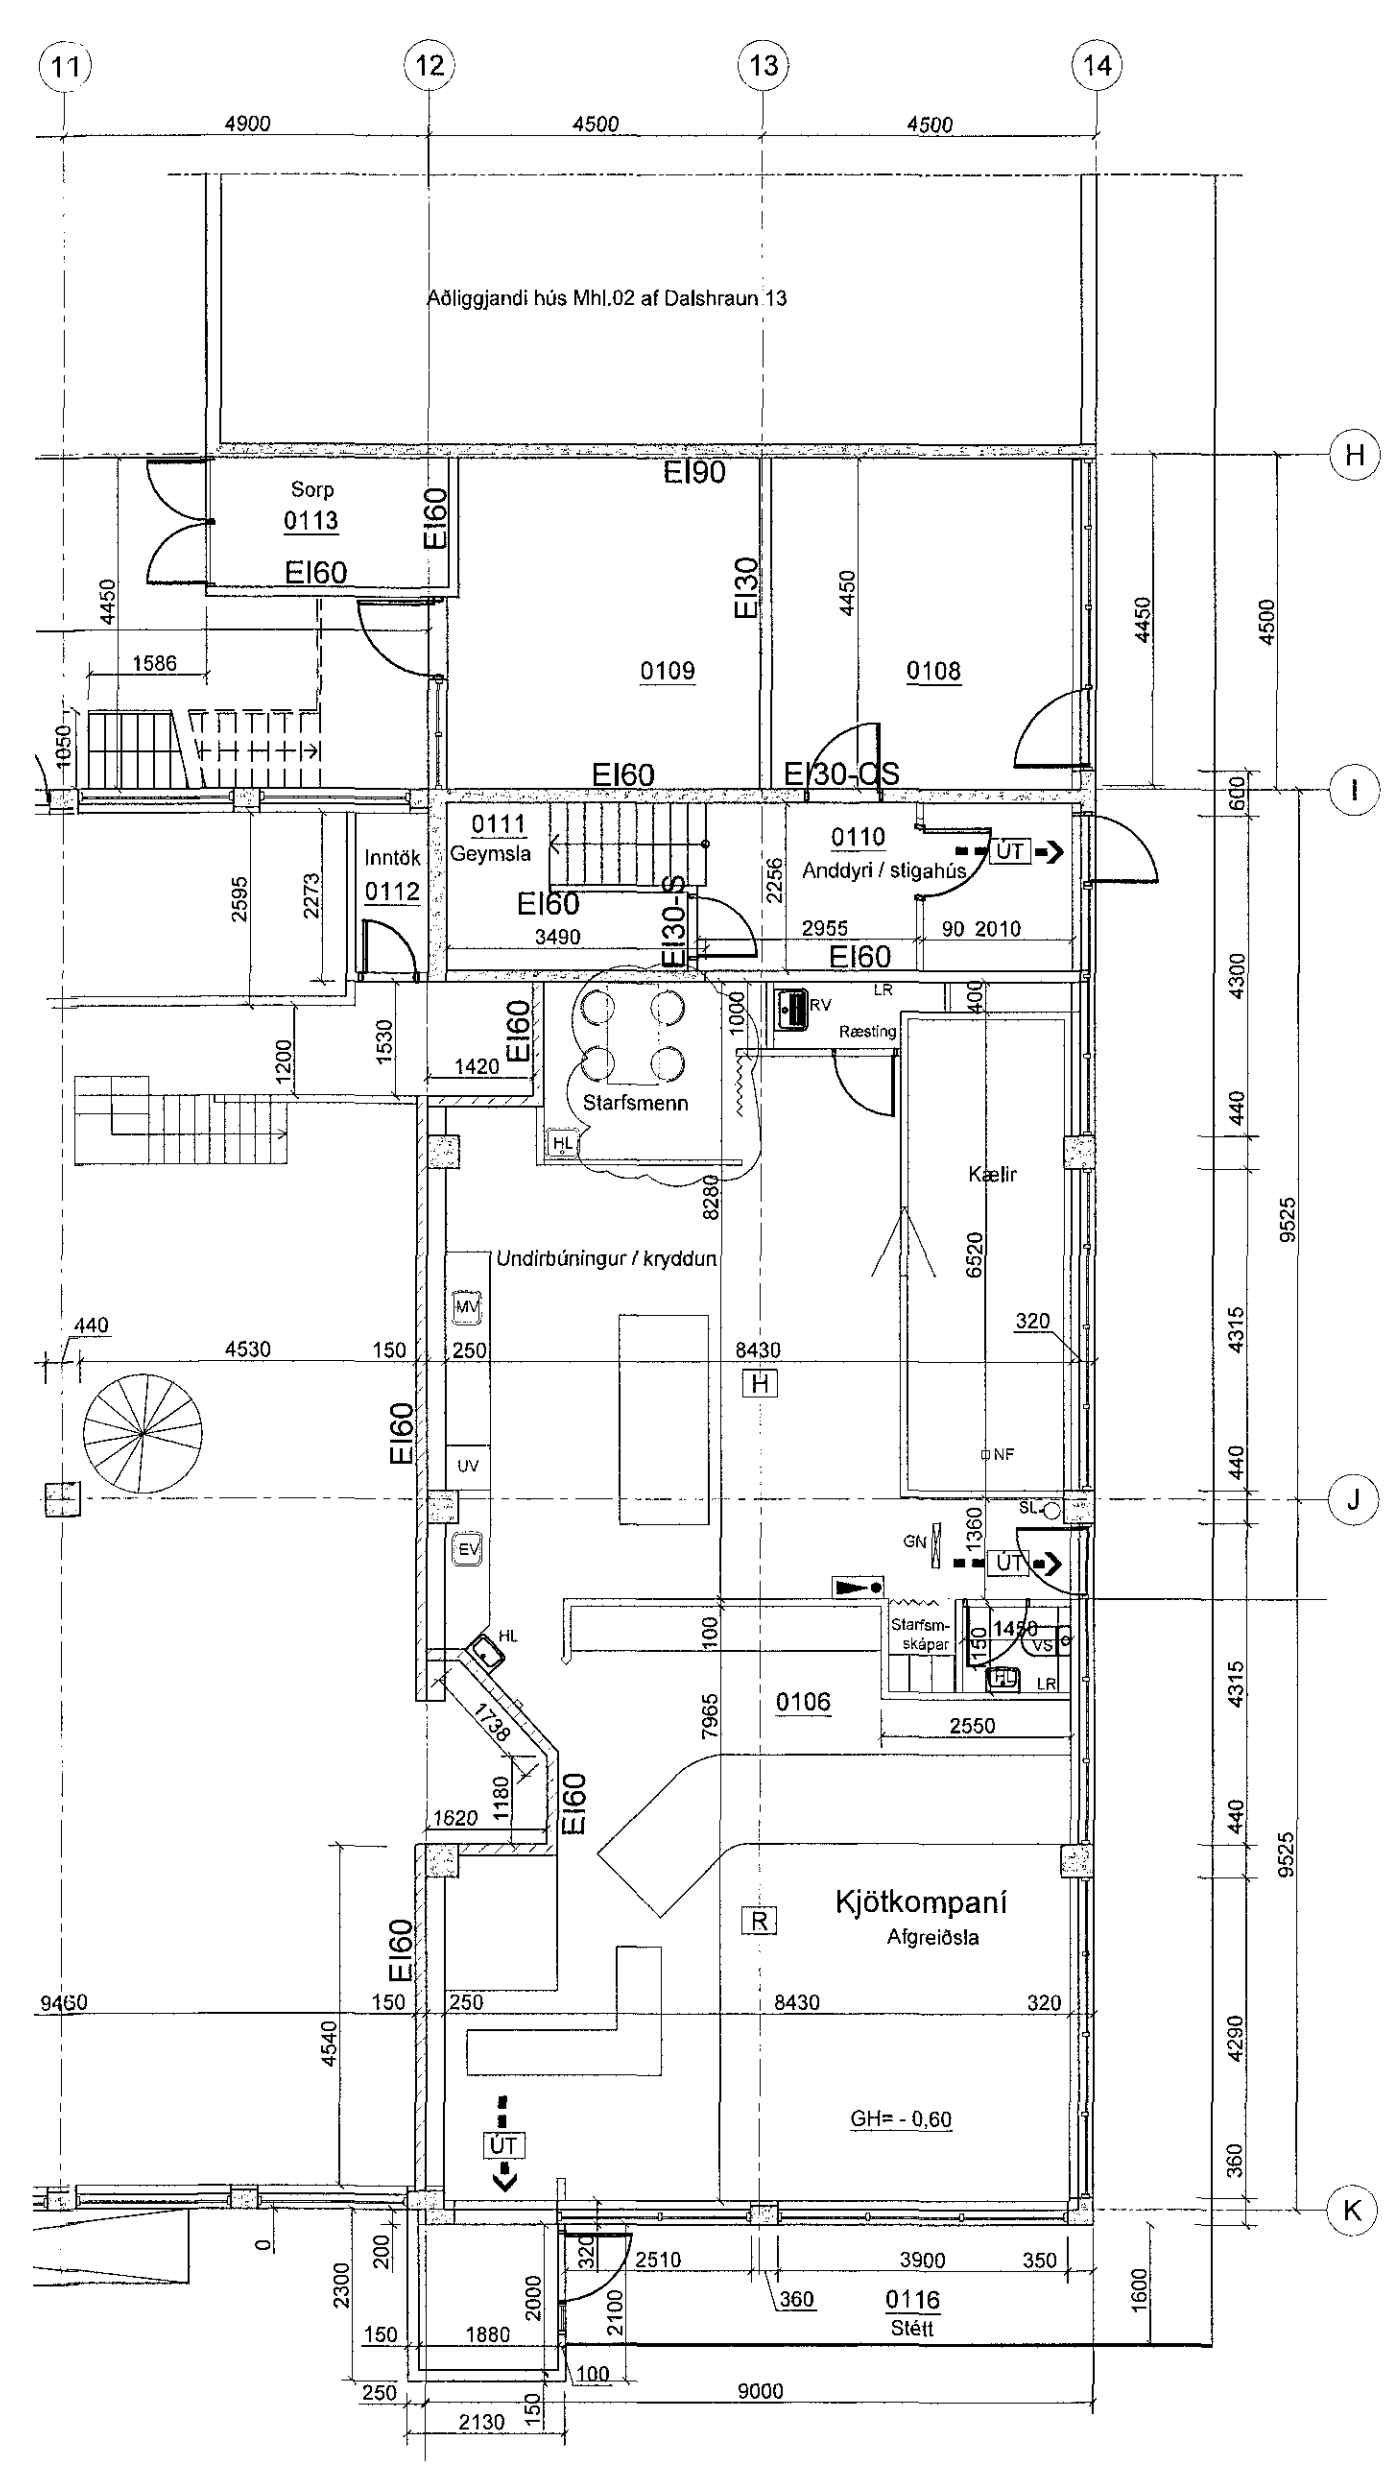 11
12
13
14
4900
4500
4500
Aðliggjandi hús Mhl.02 af Dalshraun 13
H
EI90
Sorp
0113
EI60
EI60
EI30
4450
4450
4450
4500
1586
0109
0108
1050
EI60
EI30-CS
I
600
0111
Geymsla
0110
Anddyri / stigahús
ÚT
Inntök
0112
2595
2273
2256
EI60
EI30-S
3490
2955
90
2010
EI60
4300
1000
RV
LR
Ræsting
400
1200
1530
EI60
1420
Starfsmenn
HL
440
8280
Kælir
Undirbúningur / kryddun
6520
9525
MV
440
4530
150
250
8430
320
4315
H
EI60
UV
NF
440
J
SL
EV
GN
1360
ÚT
HL
100
Starfsm-
skápar
1450
150
VS
HL
LR
4315
1738
7965
0106
2550
1180
EI60
1620
440
9525
Kjötkompaní
Afgreiðsla
R
EI60
9460
150
250
8430
320
4540
4290
GH= - 0,60
ÚT
360
K
0
200
2300
320
2510
3900
350
2000
2100
360
0116
Stétt
1600
150
1880
100
250
150
9000
2130